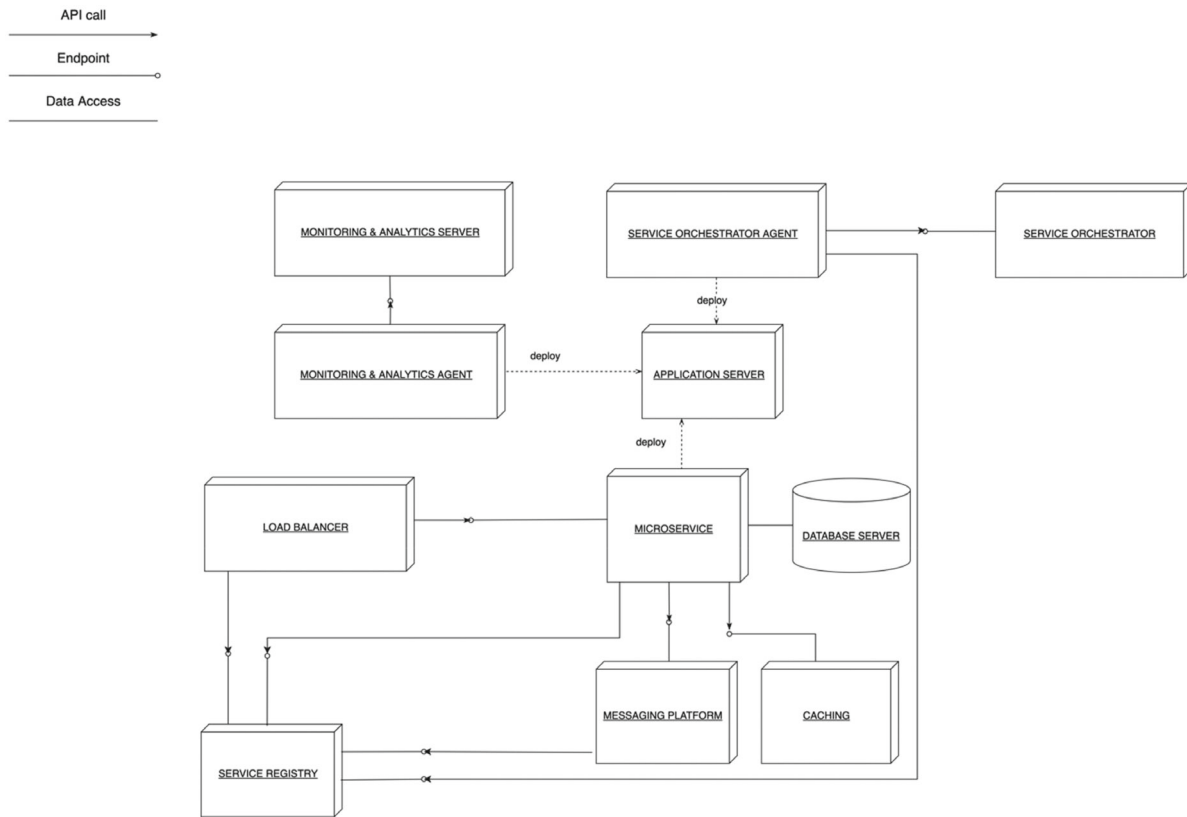 API call
Endpoint
Data Access
MONITORING & ANALYTICS SERVER
SERVICE ORCHESTRATOR AGENT
SERVICE ORCHESTRATOR
deploy
MONITORING & ANALYTICS AGENT
deploy
APPLICATION SERVER
deploy
LOAD BALANCER
MICROSERVICE
DATABASE SERVER
MESSAGING PLATFORM
CACHING
SERVICE REGISTRY